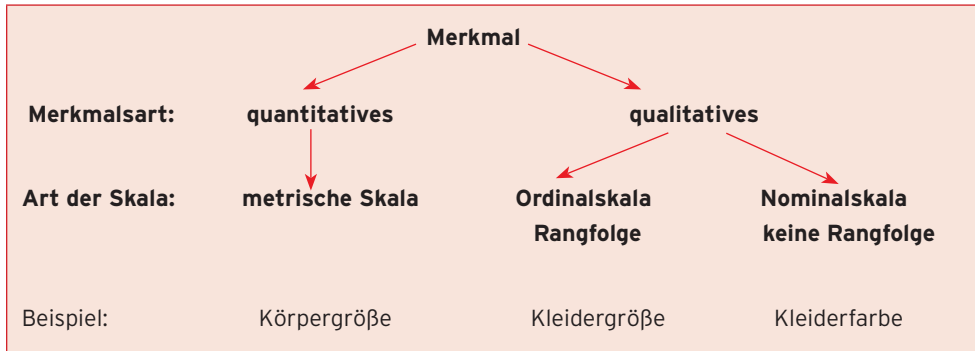 Merkmal
Merkmalsart: quantitatives qualitatives
Art der Skala: metrische Skala Ordinalskala Nominalskala
Rangfolge keine Rangfolge
Beispiel: Körpergröße Kleidergröße Kleiderfarbe